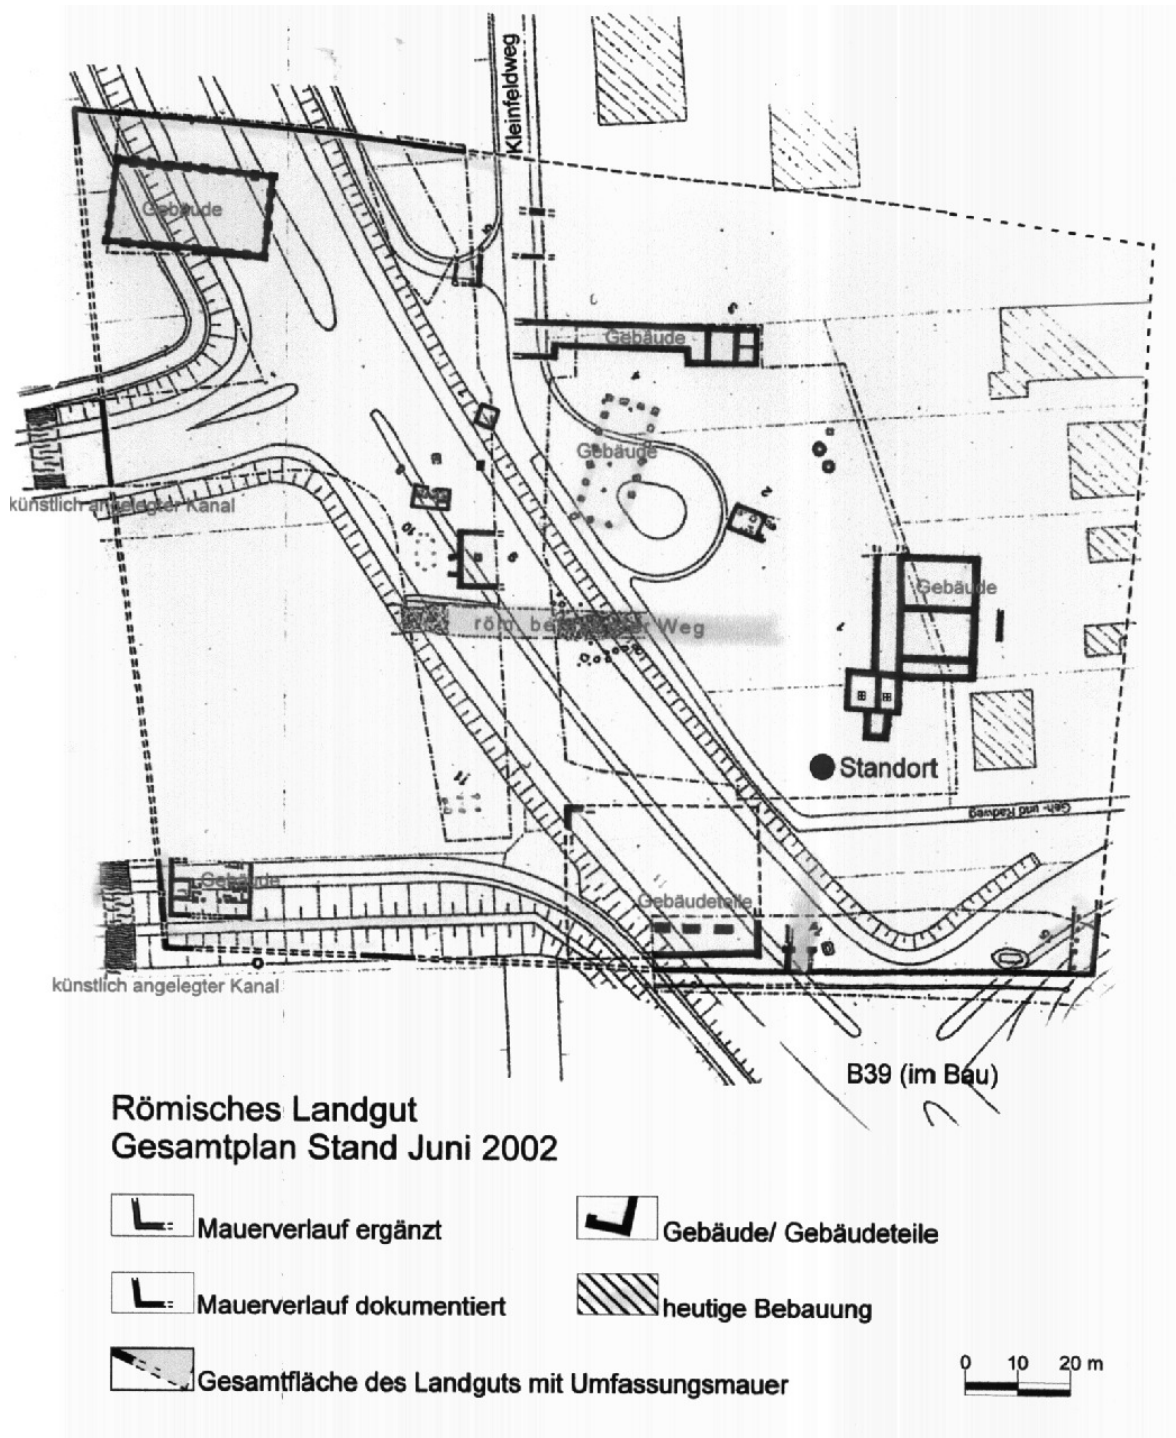 Kleinfeldweg
Gebäude
Gebäude
Gebäude
künstlich angelegter Kanal
Gebäude
röm. Weg
Standort
Geh- und Radweg
Gebäude
Gebäudeteile
künstlich angelegter Kanal
B39 (im Bau)
Römisches Landgut
Gesamtplan Stand Juni 2002
Mauerverlauf ergänzt
Gebäude/ Gebäudeteile
Mauerverlauf dokumentiert
heutige Bebauung
Gesamtfläche des Landguts mit Umfassungsmauer
0 10 20 m